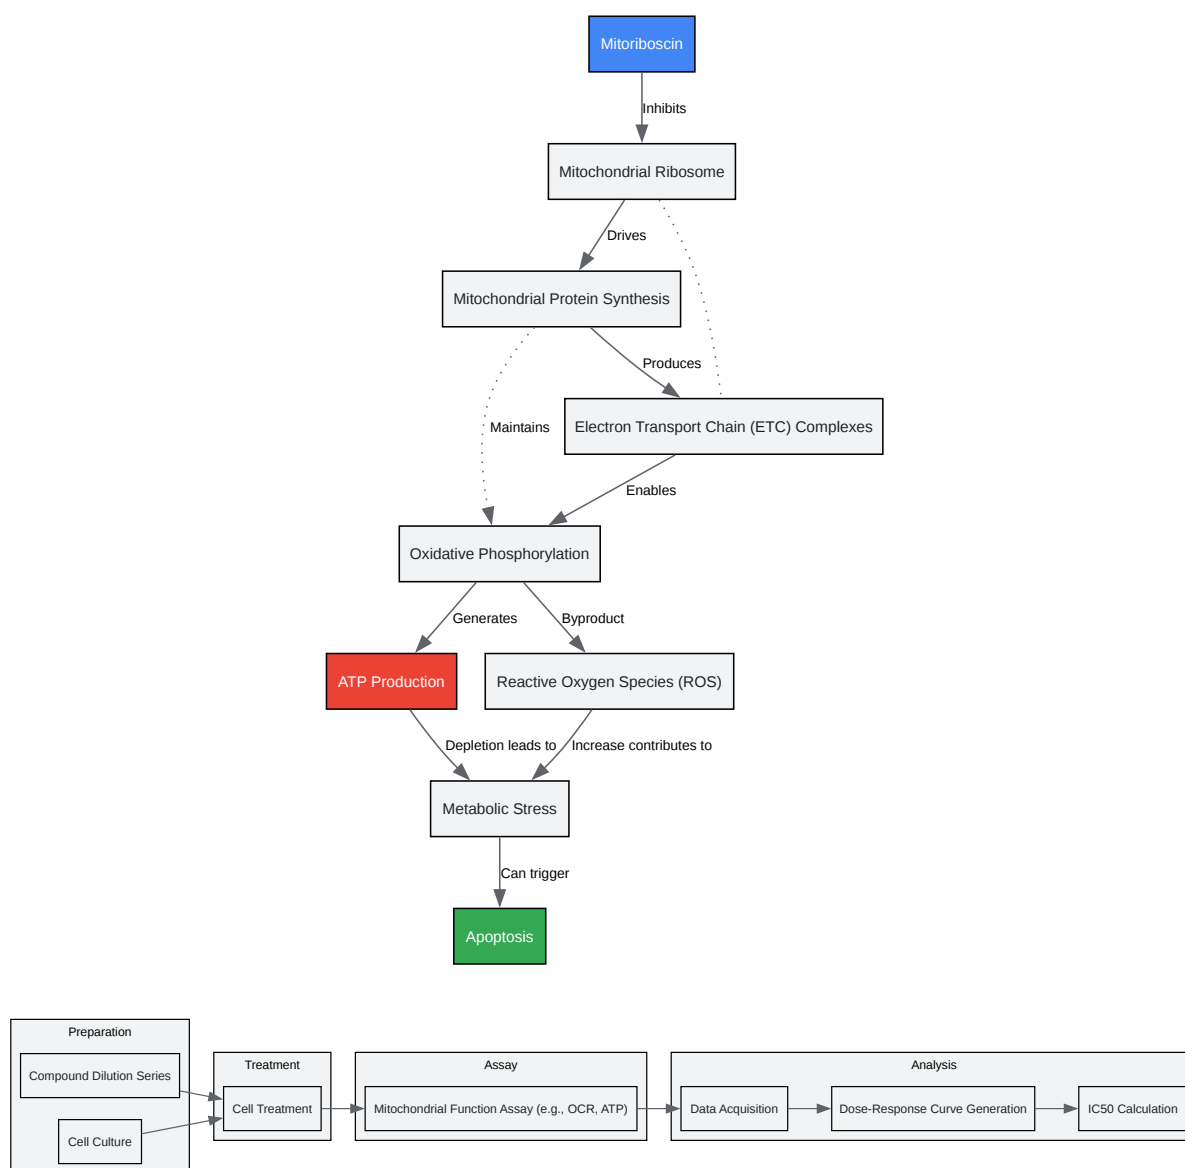 Mitoriboscin
Inhibits
Mitochondrial Ribosome
Drives
Mitochondrial Protein Synthesis
Produces
Maintains
Electron Transport Chain (ETC) Complexes
Enables
Oxidative Phosphorylation
Generates
Byproduct
ATP Production
Reactive Oxygen Species (ROS)
Depletion leads to
Increase contributes to
Metabolic Stress
Can trigger
Apoptosis
Preparation
Compound Dilution Series
Cell Culture
Treatment
Cell Treatment
Assay
Mitochondrial Function Assay (e.g., OCR, ATP)
Analysis
Data Acquisition
Dose-Response Curve Generation
IC50 Calculation